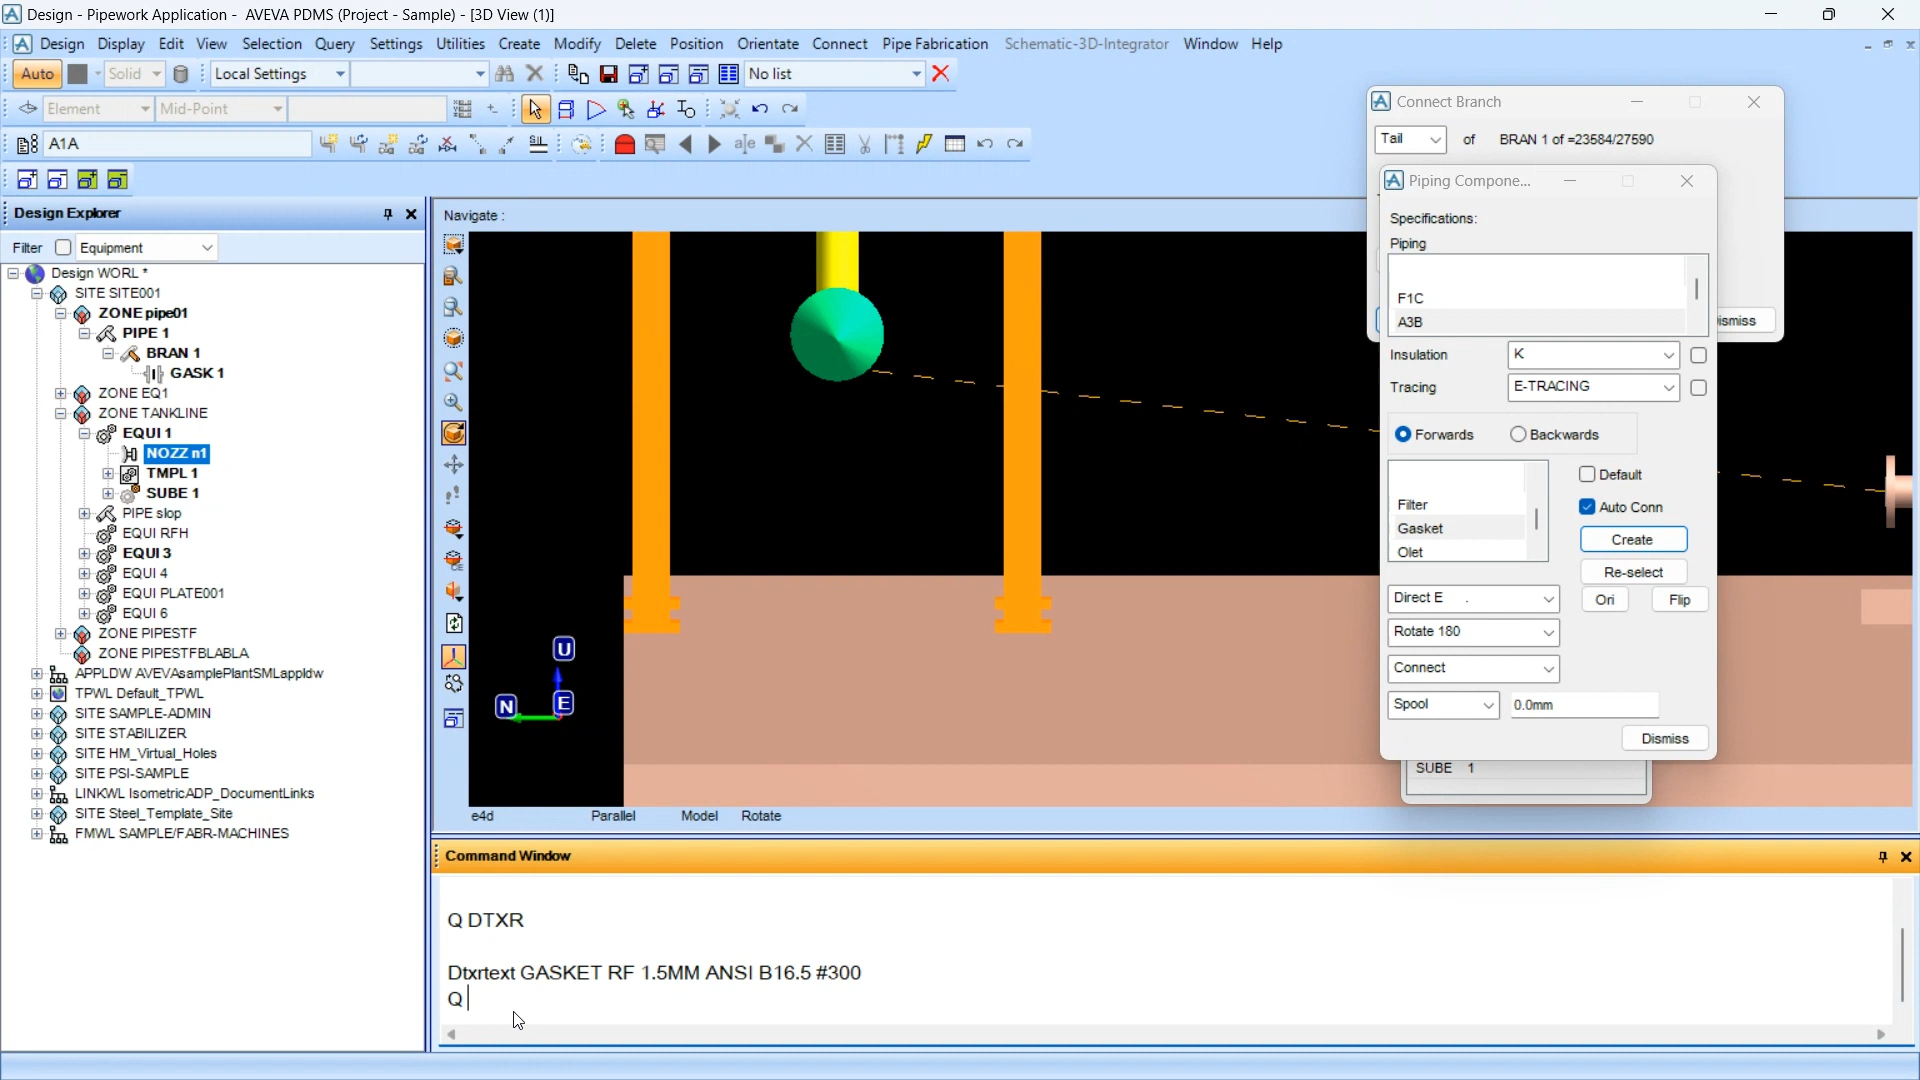 Design - Pipework Application - AVEVA PDMS (Project - Sample) - [3D View (1)]
Design Display Edit View Selection Query Settings Utilities Create Modify Delete Position Orientate Connect Pipe Fabrication Schematic-3D-Integrator Window Help
Auto Solid Local Settings No list
Element Mid-Point
A1A
Design Explorer
Filter Equipment
Design WORL *
SITE SITE001
ZONE pipe01
PIPE 1
BRAN 1
GASK 1
ZONE EQ1
ZONE TANKLINE
EQUI 1
NOZZ n1
TMPL 1
SUBE 1
PIPE slop
EQUI RFH
EQUI 3
EQUI 4
EQUI PLATE001
EQUI 6
ZONE PIPESTF
ZONE PIPESTFBLABLA
APPLDW AVEVAsamplePlantSMLappldw
TPWL Default_TPWL
SITE SAMPLE-ADMIN
SITE STABILIZER
SITE HM_Virtual_Holes
SITE PSI-SAMPLE
LINKWL IsometricADP_DocumentLinks
SITE Steel_Template_Site
FMWL SAMPLE/FABR-MACHINES
Navigate :
U
N E
e4d Parallel Model Rotate
Connect Branch
Tail of BRAN 1 of =23584/27590
Piping Compone...
Specifications:
Piping
F1C
A3B
Insulation K
Tracing E-TRACING
Forwards Backwards
Filter
Gasket
Olet
Default
Auto Conn
Create
Re-select
Direct E Ori Flip
Rotate 180
Connect
Spool 0.0mm
Dismiss
SUBE 1
Command Window
Q DTXR
Dtxrtext GASKET RF 1.5MM ANSI B16.5 #300
Q